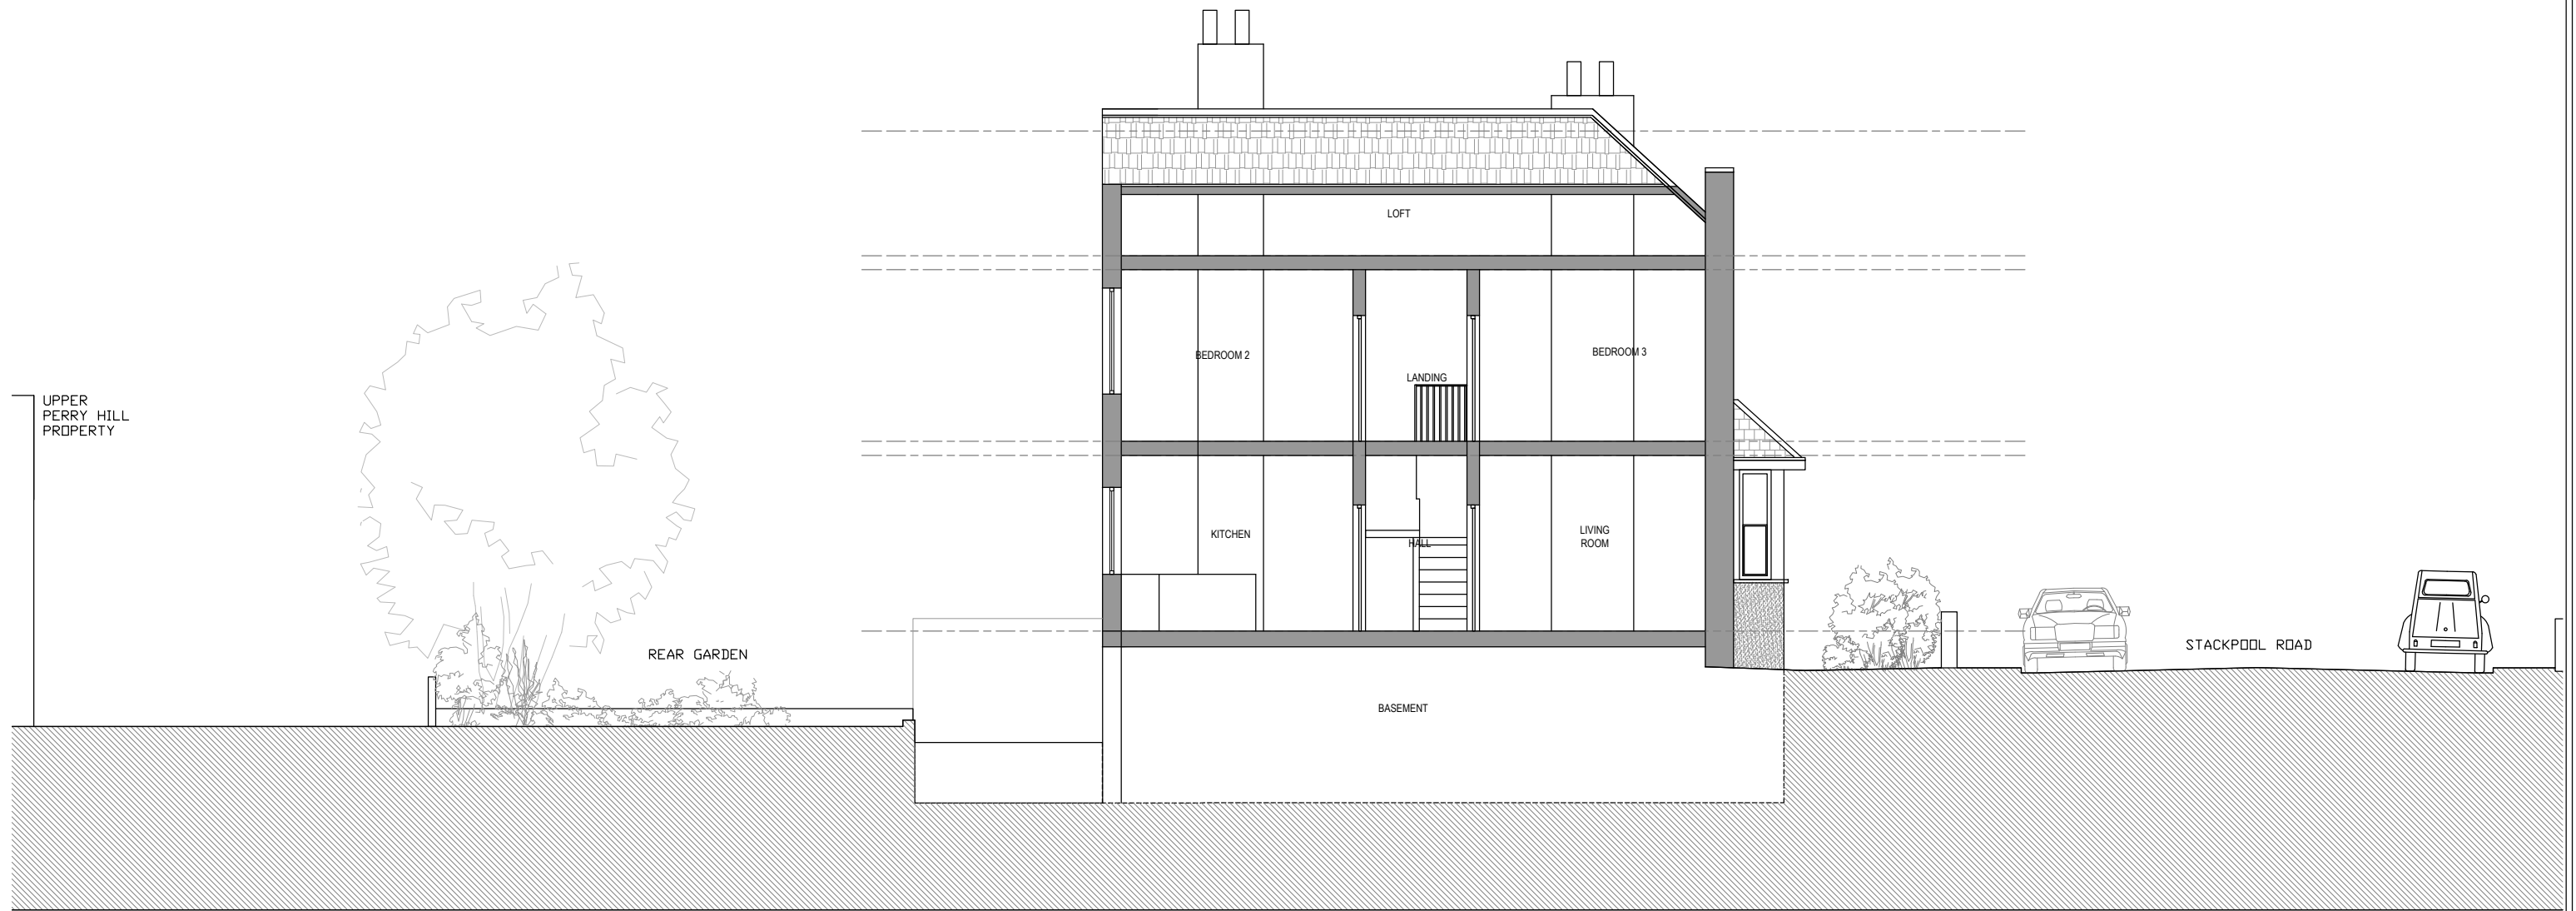 LOFT
BEDROOM 2
BEDROOM 3
LANDING
UPPER
PERRY HILL
PROPERTY
KITCHEN
HALL
LIVING
ROOM
REAR GARDEN
STACKPOOL ROAD
BASEMENT